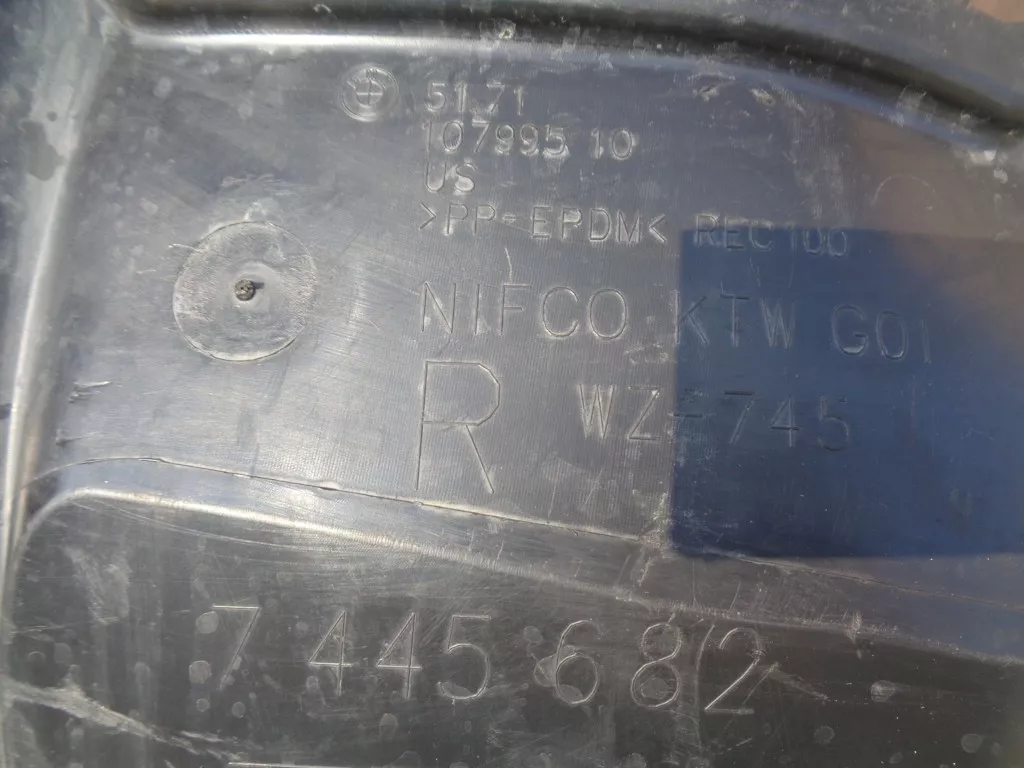 51.71
107995 10
US
>PP-EPDM< REC100
NIFCO KTW G01
R WZ-745
7 445 682